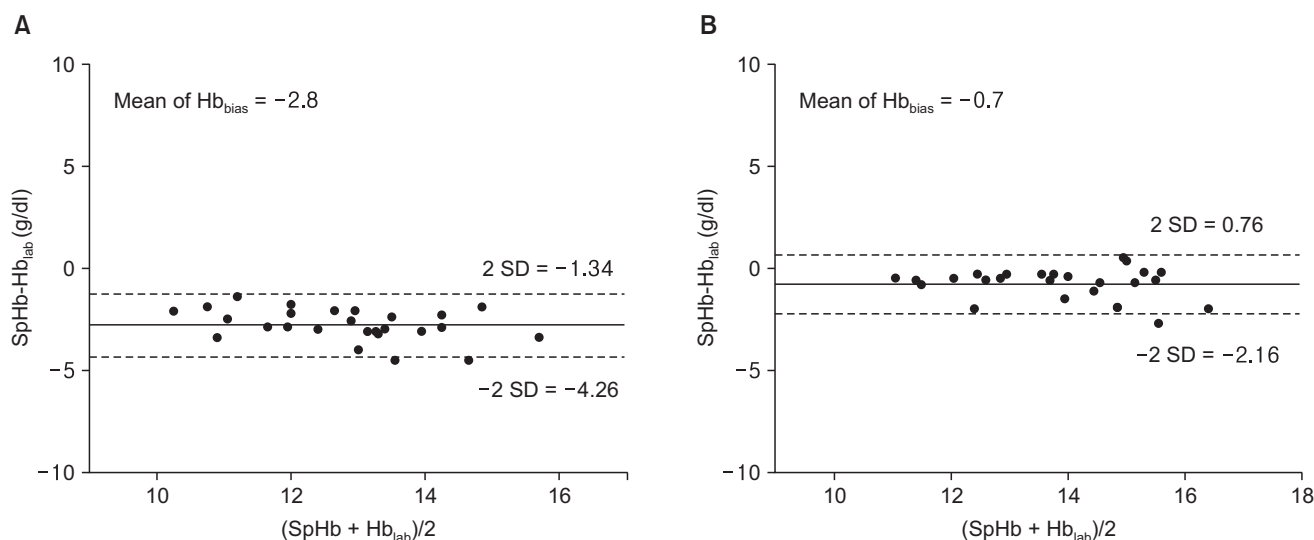 A
10
5
0
−5
−10
SpHb-Hblab (g/dl)
Mean of Hbbias = −2.8
2 SD = −1.34
−2 SD = −4.26
10 12 14 16
(SpHb + Hblab)/2
B
10
5
0
−5
−10
SpHb-Hblab (g/dl)
Mean of Hbbias = −0.7
2 SD = 0.76
−2 SD = −2.16
10 12 14 16 18
(SpHb + Hblab)/2